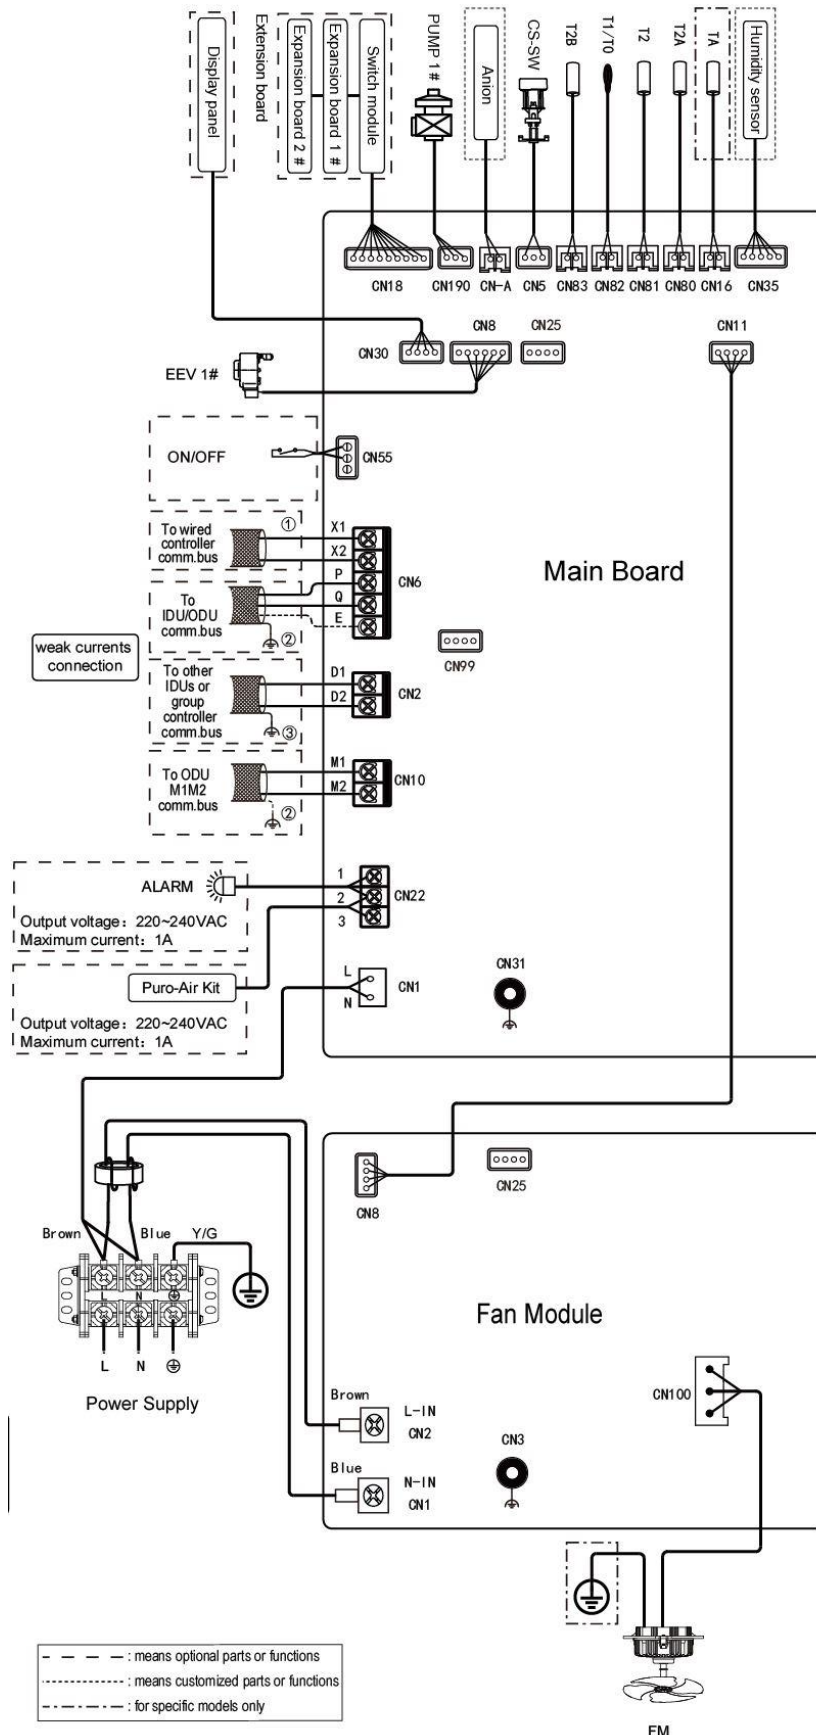 Display panel
Extension board
Expansion board 2 #
Expansion board 1 #
Switch module
PUMP 1#
Anion
CS-SW
T2B
T1/T0
T2
T2A
TA
Humidity sensor
CN18
CN190
CN-A
CN5
CN83
CN82
CN81
CN80
CN16
CN35
CN30
CN8
CN25
CN11
EEV 1#
ON/OFF
CN55
To wired
controller
comm.bus
①
X1
X2
P
Q
E
CN6
To
IDU/ODU
comm.bus
②
Main Board
CN99
weak currents
connection
To other
IDUs or
group
controller
comm.bus
③
D1
D2
CN2
To ODU
M1M2
comm.bus
②
M1
M2
CN10
ALARM
1
2
3
CN22
Output voltage: 220~240VAC
Maximum current: 1A
Puro-Air Kit
Output voltage: 220~240VAC
Maximum current: 1A
L
N
CN1
CN31
CN8
CN25
Brown
Blue
Y/G
L
N
L
N
Power Supply
Fan Module
CN100
Brown
L-IN
CN2
CN3
Blue
N-IN
CN1
: means optional parts or functions
: means customized parts or functions
: for specific models only
FM